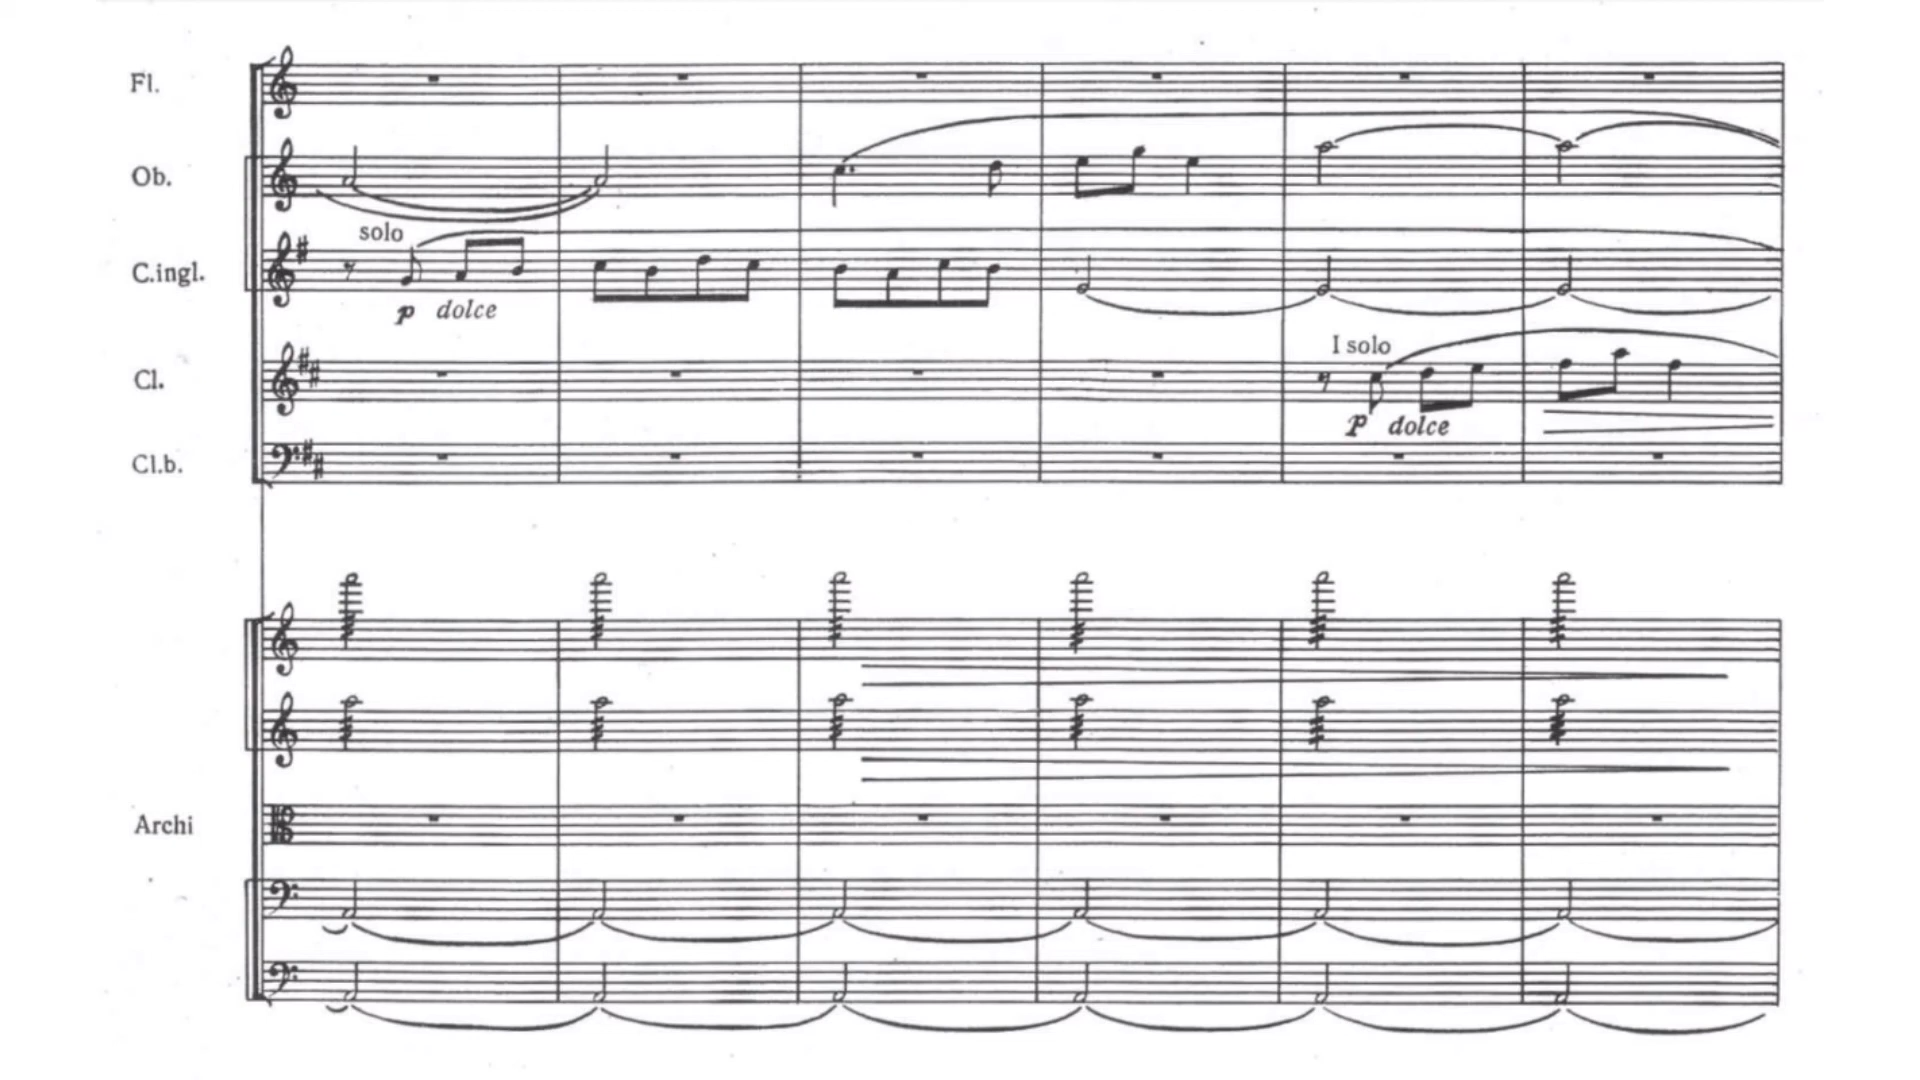 Fl.
Ob.
solo
C.ingl.
p dolce
I solo
Cl.
p dolce
Cl.b.
Archi